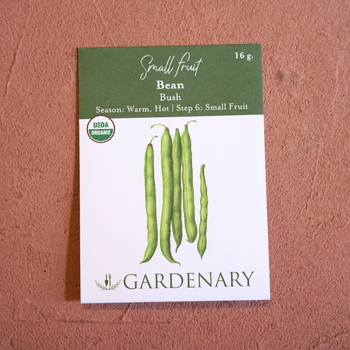 Small fruit
16 g.
Bean
Bush
Season: Warm, Hot | Step 6: Small Fruit
USDA
ORGANIC
GARDENARY